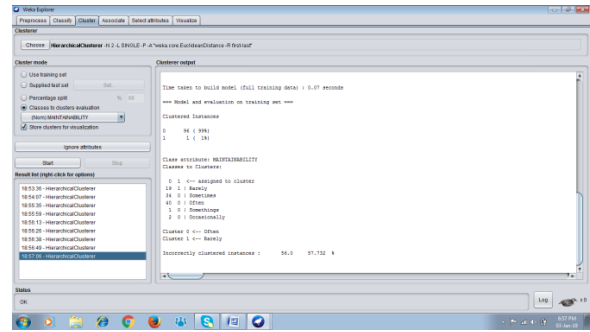 Weka Explorer
Preprocess Classify Cluster Associate Select attributes Visualize
Clusterer
Choose HierarchicalClusterer -N 2 -L SINGLE -P -A "weka.core.EuclideanDistance -R first-last"
Cluster mode
Use training set
Supplied test set Set...
Percentage split % 66
Classes to clusters evaluation
(Nom) MAINTAINABILITY
Store clusters for visualization
Ignore attributes
Start Stop
Result list (right-click for options)
18:53:36 - HierarchicalClusterer
18:54:07 - HierarchicalClusterer
18:55:35 - HierarchicalClusterer
18:55:59 - HierarchicalClusterer
18:56:13 - HierarchicalClusterer
18:56:26 - HierarchicalClusterer
18:56:38 - HierarchicalClusterer
18:56:49 - HierarchicalClusterer
18:57:06 - HierarchicalClusterer
Clusterer output
Time taken to build model (full training data) : 0.07 seconds
=== Model and evaluation on training set ===
Clustered Instances
0 96 ( 99%)
1 1 ( 1%)
Class attribute: MAINTAINABILITY
Classes to Clusters:
0 1 <-- assigned to cluster
19 1 | Rarely
34 0 | Sometimes
40 0 | Often
1 0 | Somethings
2 0 | Occasionally
Cluster 0 <-- Often
Cluster 1 <-- Rarely
Incorrectly clustered instances : 56.0 57.732 %
Status
OK
Log
x 0
6:57 PM